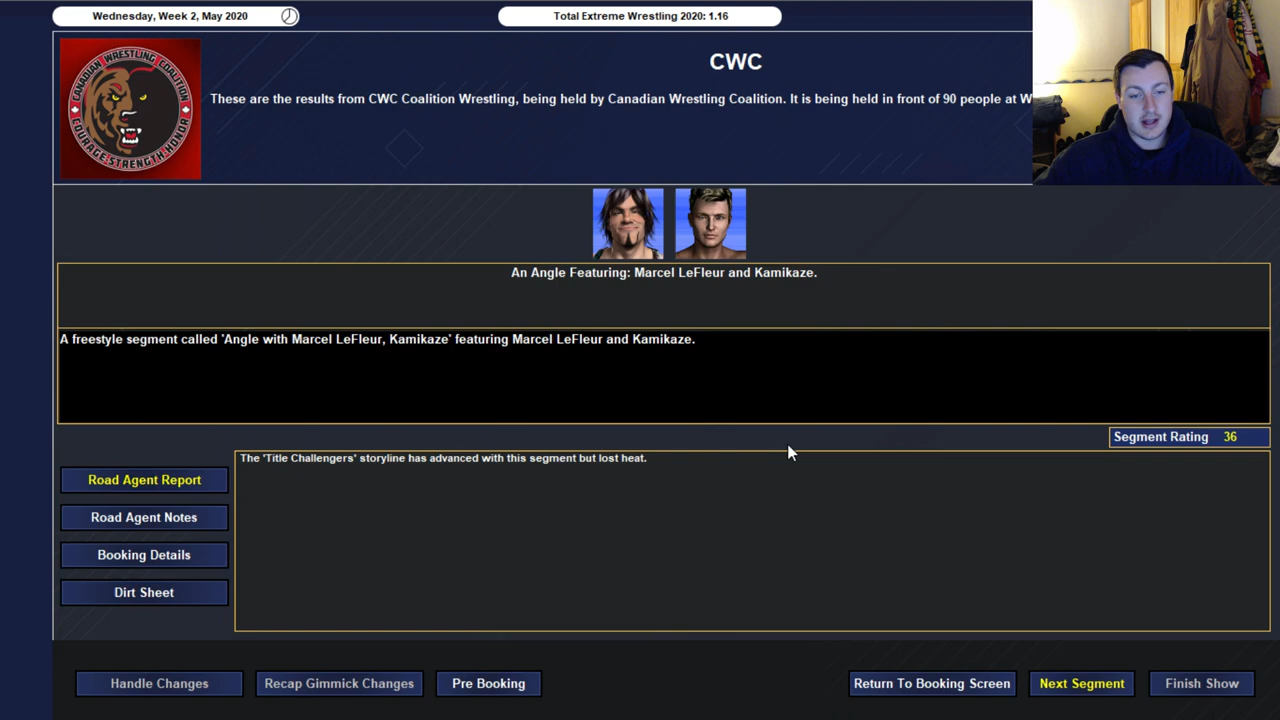 Wednesday, Week 2, May 2020
Total Extreme Wrestling 2020: 1.16
CANADIAN WRESTLING COALITION
COURAGE STRENGTH HONOR
CWC
These are the results from CWC Coalition Wrestling, being held by Canadian Wrestling Coalition. It is being held in front of 90 people at W
An Angle Featuring: Marcel LeFleur and Kamikaze.
A freestyle segment called 'Angle with Marcel LeFleur, Kamikaze' featuring Marcel LeFleur and Kamikaze.
Segment Rating 36
The 'Title Challengers' storyline has advanced with this segment but lost heat.
Road Agent Report
Road Agent Notes
Booking Details
Dirt Sheet
Handle Changes
Recap Gimmick Changes
Pre Booking
Return To Booking Screen
Next Segment
Finish Show